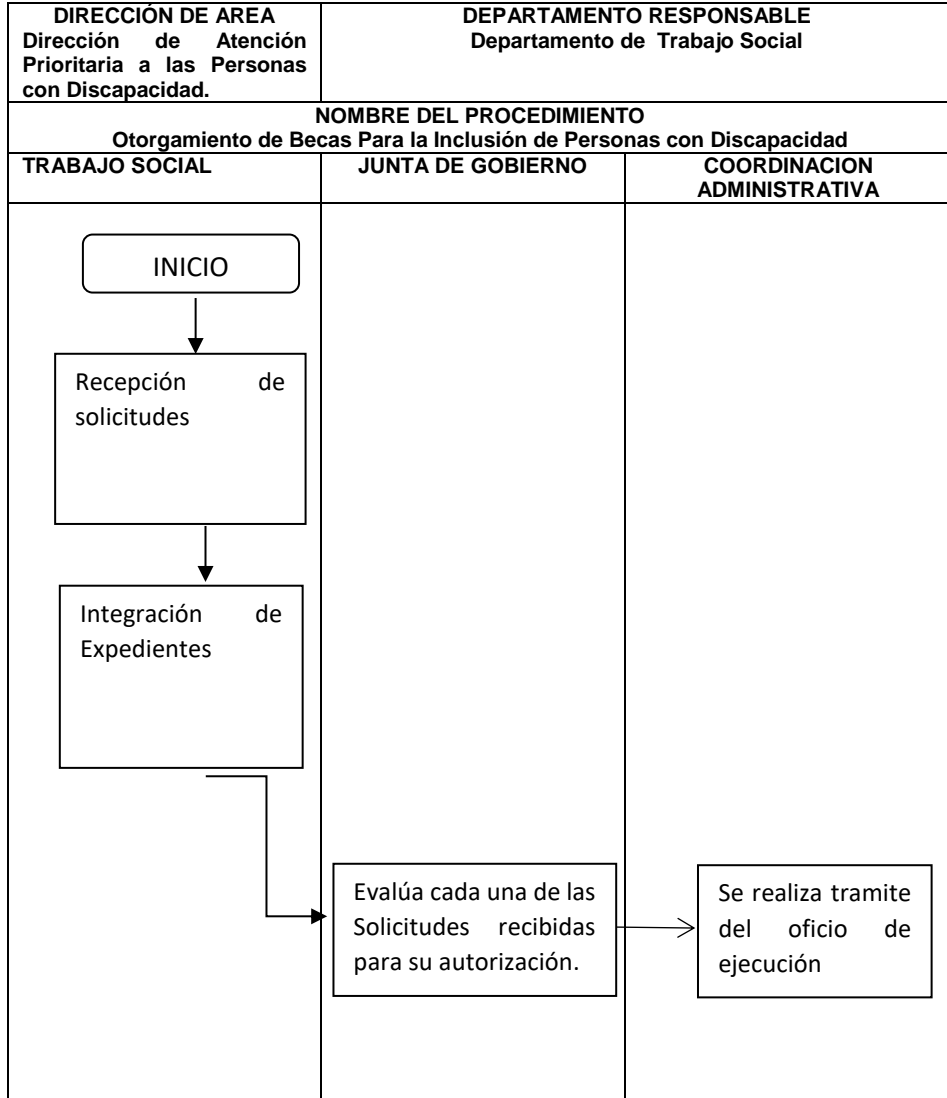 DIRECCIÓN DE AREA
Dirección de Atención
Prioritaria a las Personas
con Discapacidad.
DEPARTAMENTO RESPONSABLE
Departamento de Trabajo Social
NOMBRE DEL PROCEDIMIENTO
Otorgamiento de Becas Para la Inclusión de Personas con Discapacidad
TRABAJO SOCIAL
JUNTA DE GOBIERNO
COORDINACION
ADMINISTRATIVA
INICIO
Recepción de
solicitudes
Integración de
Expedientes
Evalúa cada una de las
Solicitudes recibidas
para su autorización.
Se realiza tramite
del oficio de
ejecución